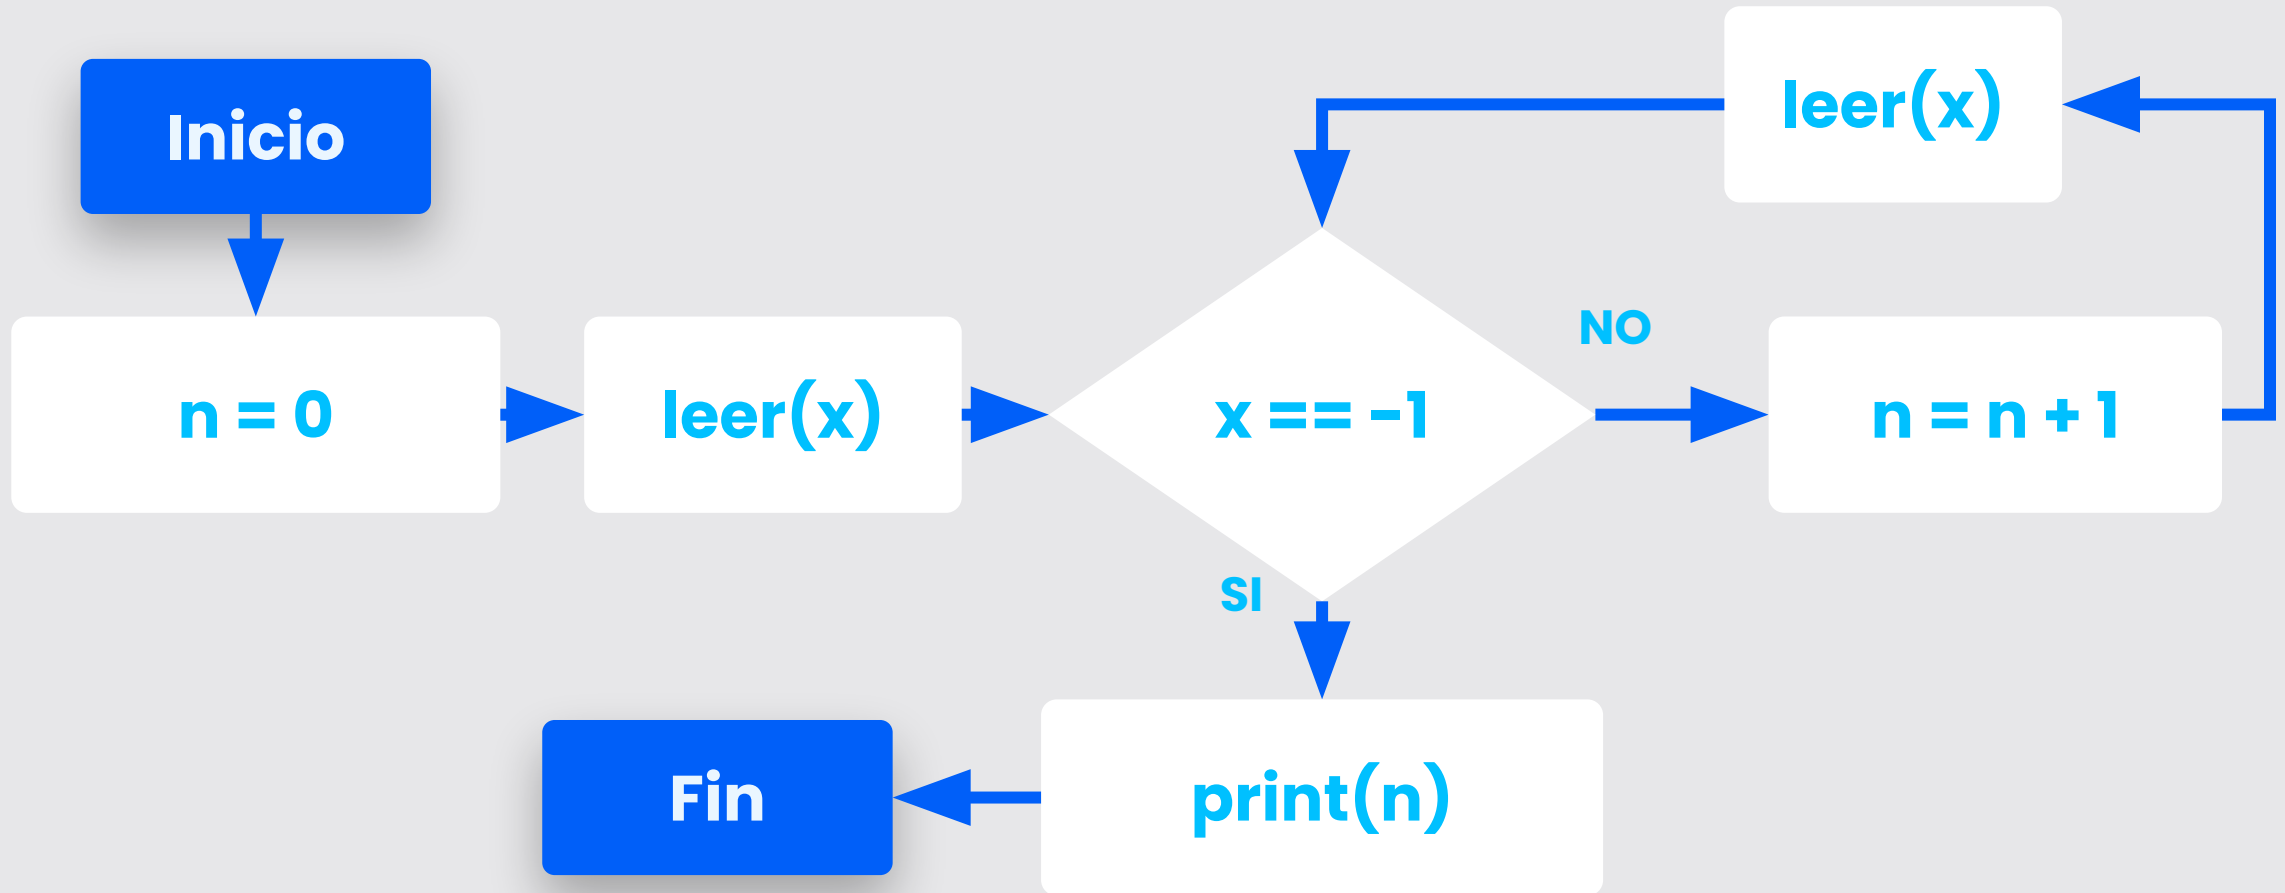 Inicio
n = 0
leer(x)
x == -1
NO
n = n + 1
leer(x)
SI
print(n)
Fin